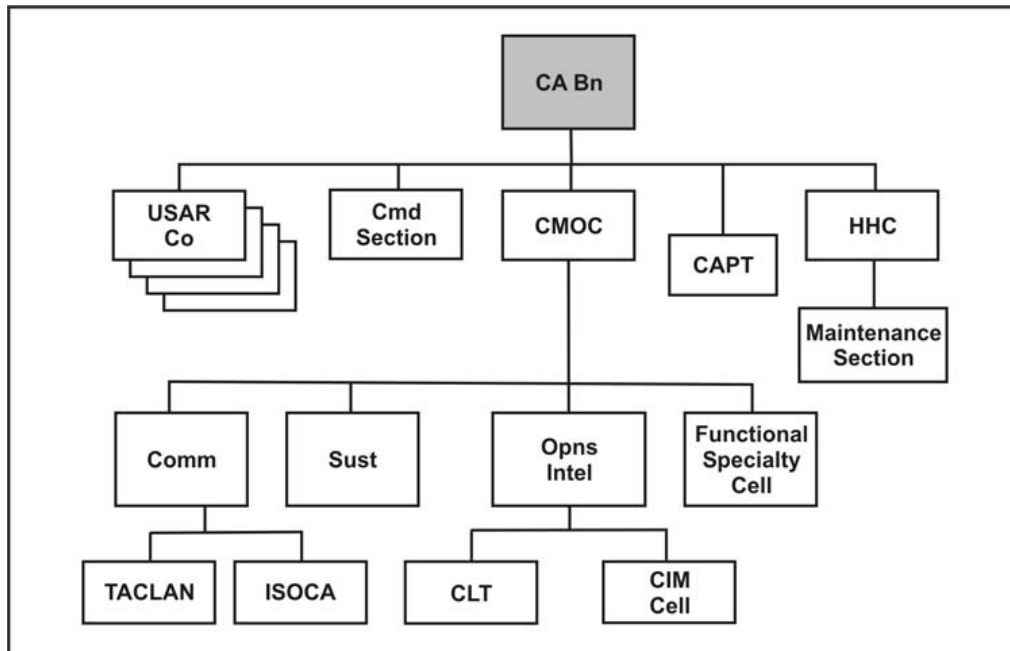 CA Bn
USAR
Co
Cmd
Section
CMOC
CAPT
HHC
Maintenance
Section
Comm
Sust
Opns
Intel
Functional
Specialty
Cell
TACLAN
ISOCA
CLT
CIM
Cell